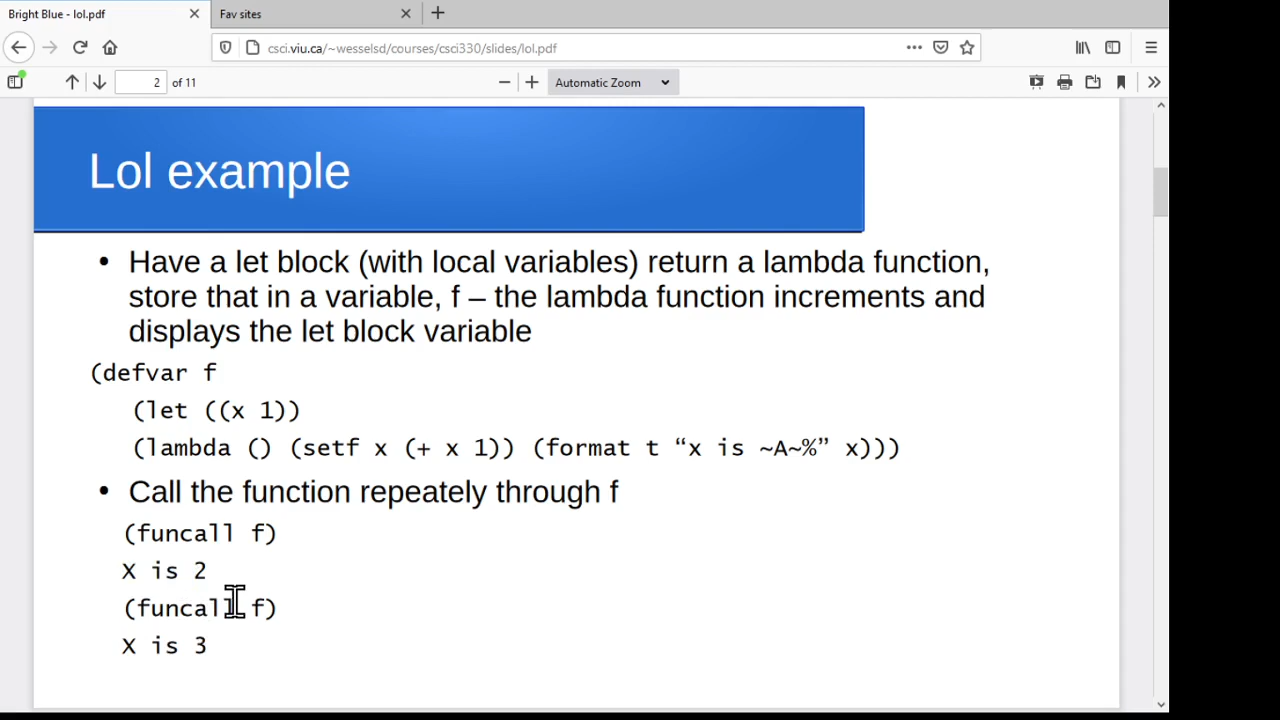 Bright Blue - lol.pdf
Fav sites
csci.viu.ca/~wesselsd/courses/csci330/slides/lol.pdf
2 of 11
Automatic Zoom
Lol example
• Have a let block (with local variables) return a lambda function,
store that in a variable, f – the lambda function increments and
displays the let block variable
(defvar f
(let ((x 1))
(lambda () (setf x (+ x 1)) (format t “x is ~A~%” x)))
• Call the function repeately through f
(funcall f)
X is 2
(funcall f)
X is 3